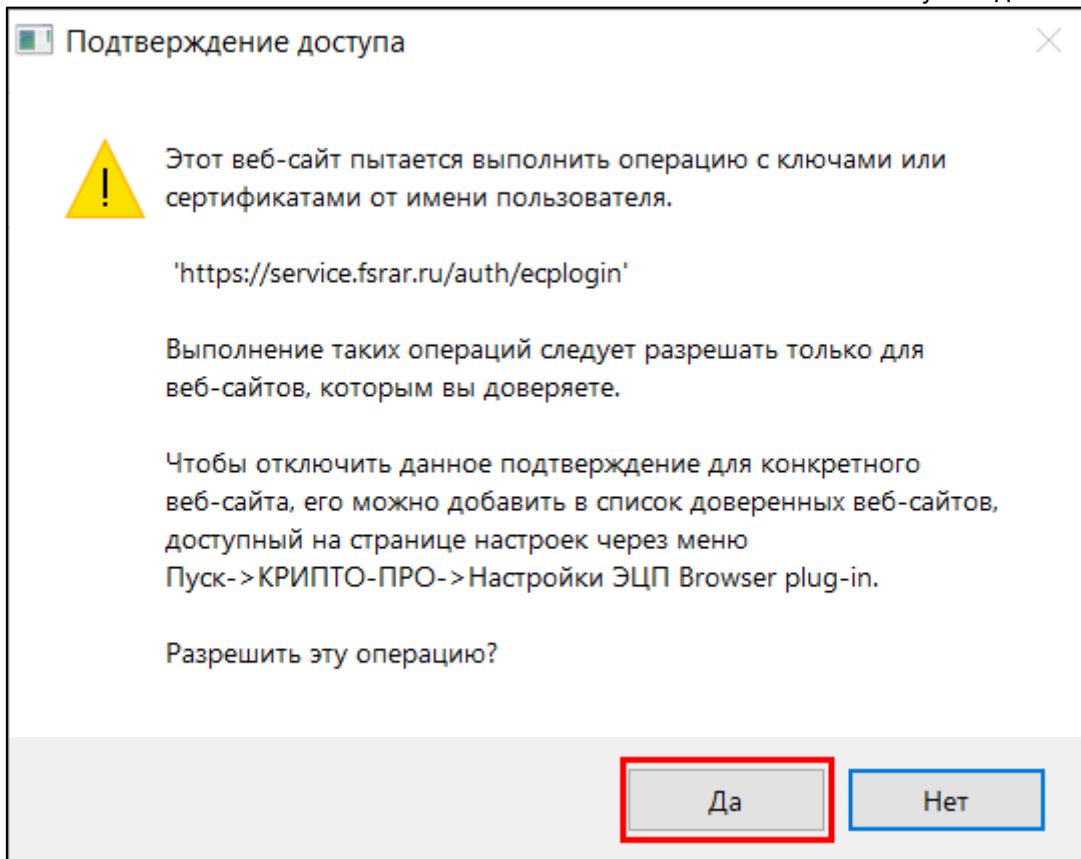 Подтверждение доступа
Этот веб-сайт пытается выполнить операцию с ключами или
сертификатами от имени пользователя.
'https://service.fsrar.ru/auth/ecplogin'
Выполнение таких операций следует разрешать только для
веб-сайтов, которым вы доверяете.
Чтобы отключить данное подтверждение для конкретного
веб-сайта, его можно добавить в список доверенных веб-сайтов,
доступный на странице настроек через меню
Пуск->КРИПТО-ПРО->Настройки ЭЦП Browser plug-in.
Разрешить эту операцию?
Да
Нет